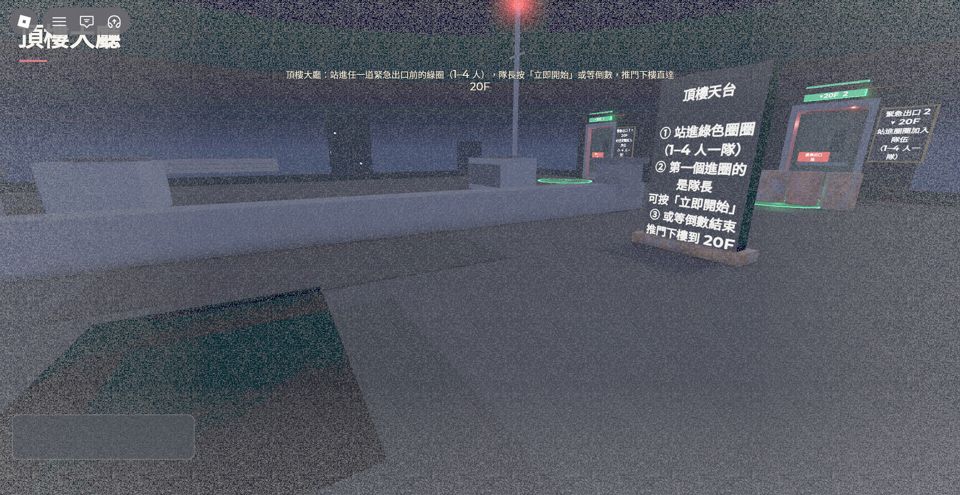 頂樓大廳
頂樓大廳：站進任一道緊急出口前的綠圈（1–4 人），隊長按「立即開始」或等倒數，推門下樓直達
20F
頂樓天台
① 站進綠色圈圈
（1–4 人一隊）
② 第一個進圈的
是隊長
可按「立即開始」
③ 或等倒數結束
推門下樓到 20F
緊急出口 2
▼ 20F
站進圈圈加入
隊伍
（1–4 人一
隊）